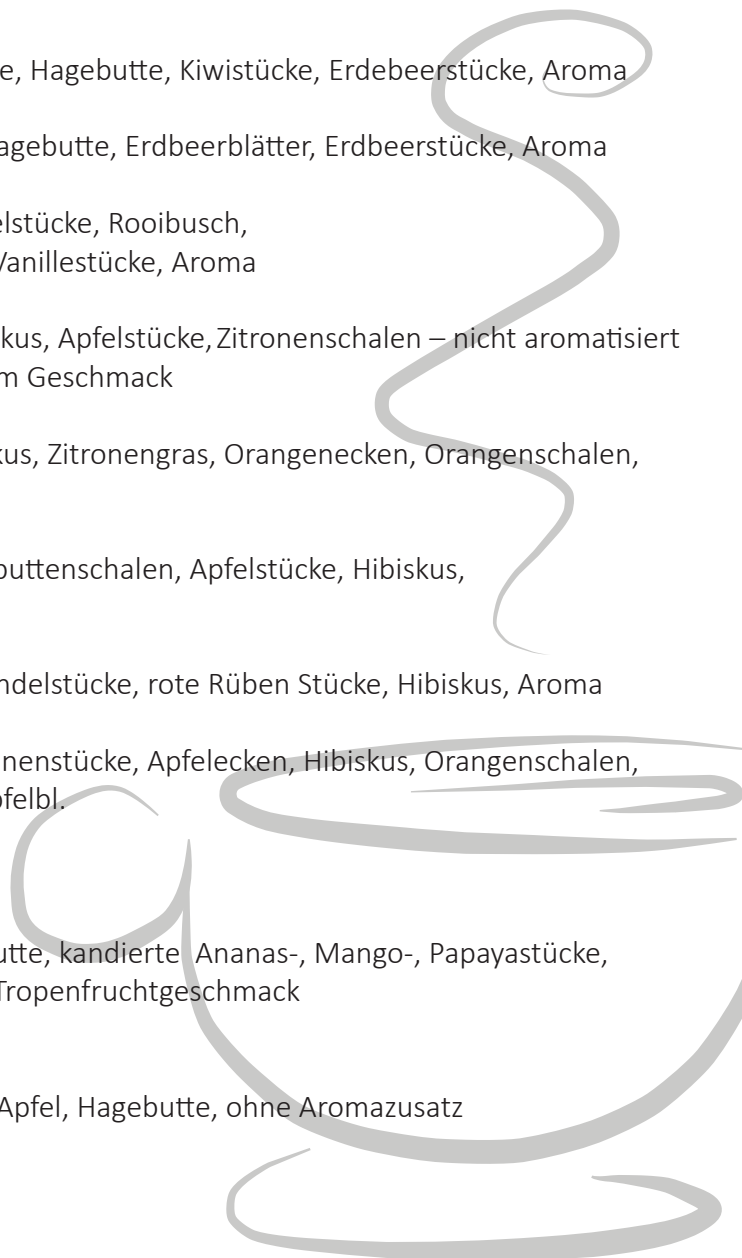 e, Hagebutte, Kiwistücke, Erdebeerstücke, Aroma
agebutte, Erdbeerblätter, Erdbeerstücke, Aroma
elstücke, Rooibusch,
Vanillestücke, Aroma
kus, Apfelstücke, Zitronenschalen – nicht aromatisiert
m Geschmack
kus, Zitronengras, Orangenecken, Orangenschalen,
buttenschalen, Apfelstücke, Hibiskus,
ndelstücke, rote Rüben Stücke, Hibiskus, Aroma
nenstücke, Apfelecken, Hibiskus, Orangenschalen,
pfelbl.
utte, kandierte Ananas-, Mango-, Papayastücke,
Tropenfruchtgeschmack
Apfel, Hagebutte, ohne Aromazusatz